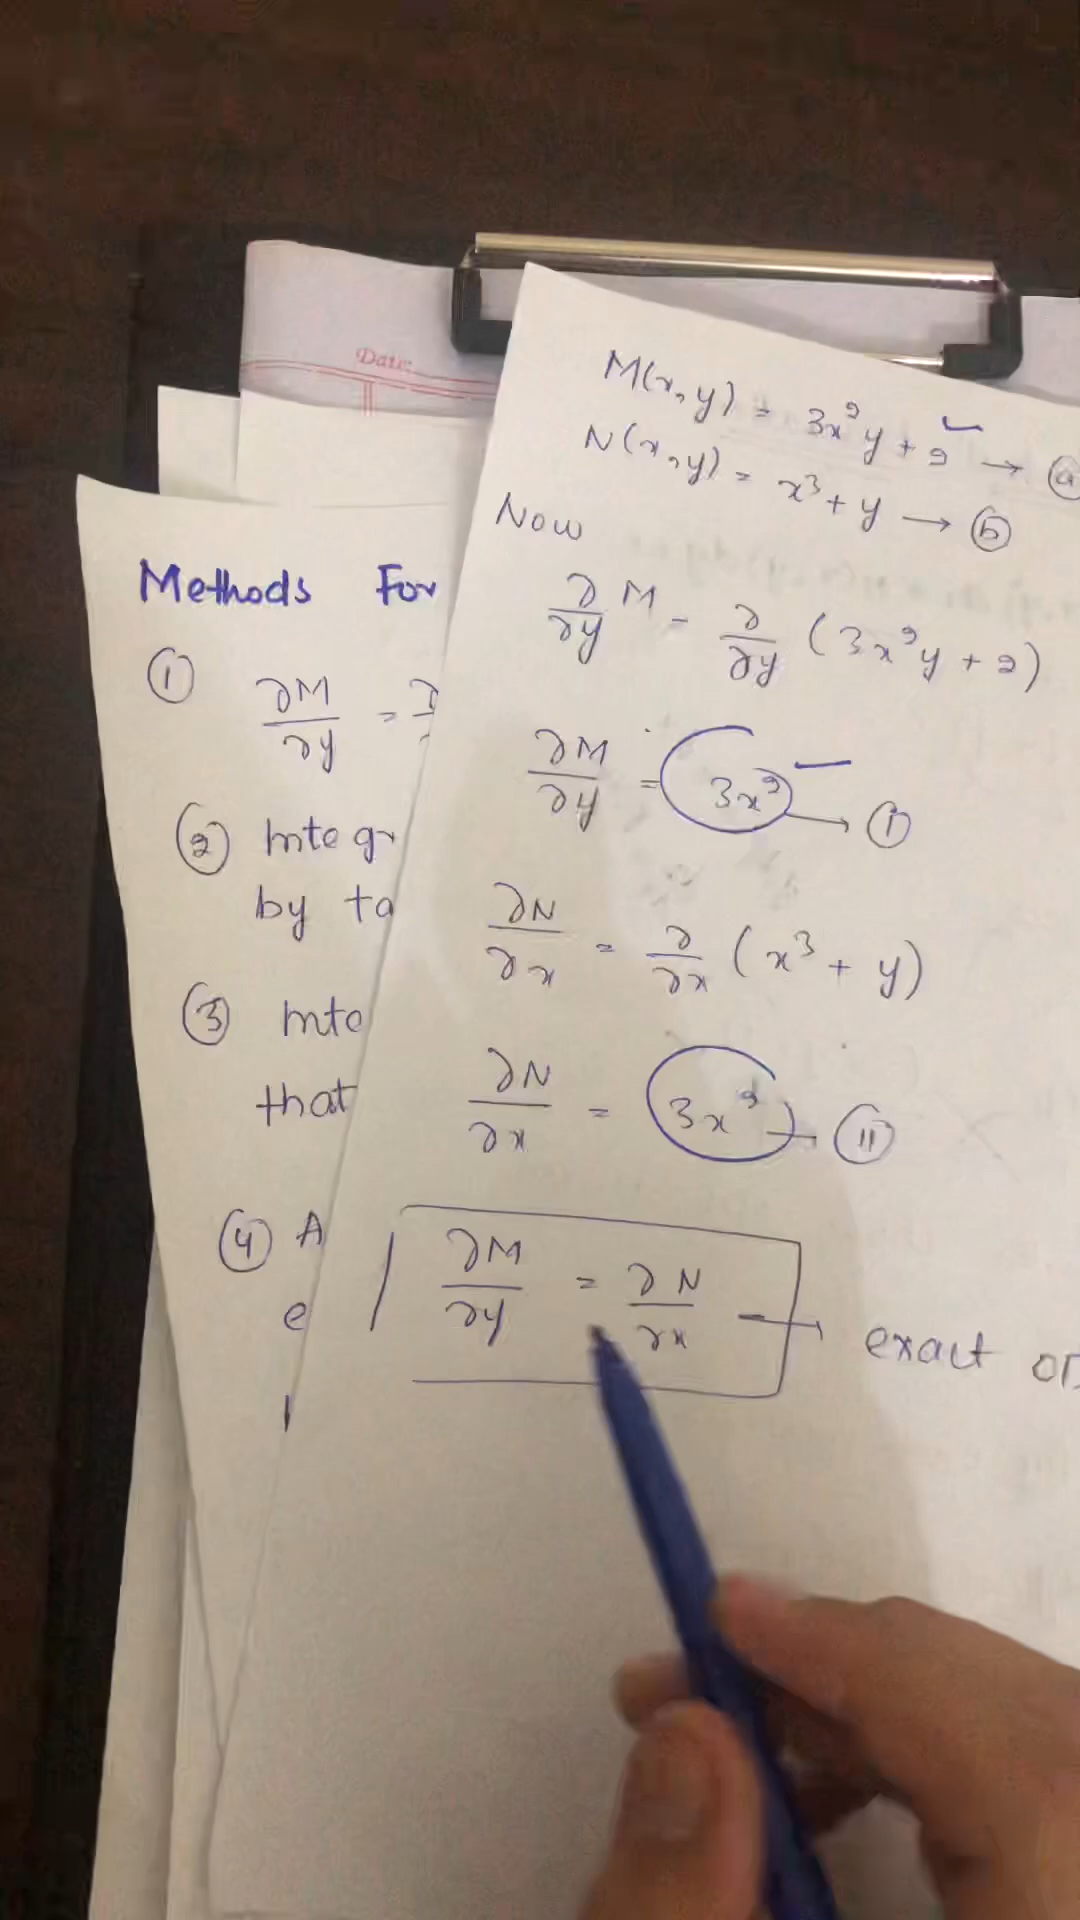 Date:
M(x,y) = 3x²y + 2 → ⓐ
N(x,y) = x³ + y → ⓑ
Now
∂/∂y M = ∂/∂y (3x²y + 2)
∂M/∂y = 3x² → Ⓘ
∂N/∂x = ∂/∂x (x³ + y)
∂N/∂x = 3x² → Ⓘⓘ
∂M/∂y = ∂N/∂x → exact
Methods For
① ∂M/∂y =
② Integr
by ta
③ Inte
that
④ A
e